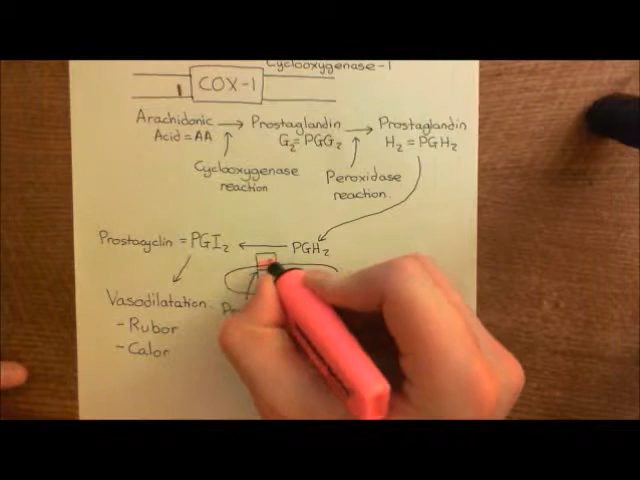 Cyclooxygenase-1
COX-1
Arachidonic → Prostaglandin → Prostaglandin
Acid = AA G₂ = PGG₂ H₂ = PGH₂
Cyclooxygenase
reaction
Peroxidase
reaction.
Prostacyclin = PGI₂ ← PGH₂
Vasodilatation.
- Rubor
- Calor